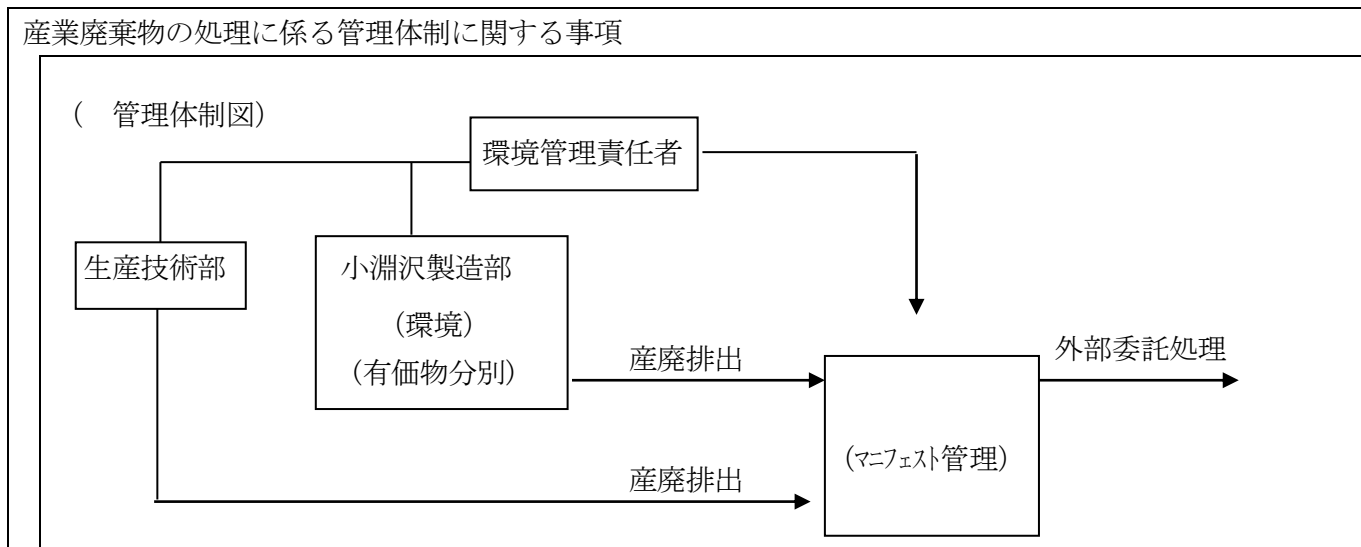 産業廃棄物の処理に係る管理体制に関する事項
(　管理体制図)
環境管理責任者
生産技術部
小淵沢製造部
(環境)
(有価物分別)
産廃排出
外部委託処理
(ﾏﾆﾌｪｽﾄ管理)
産廃排出